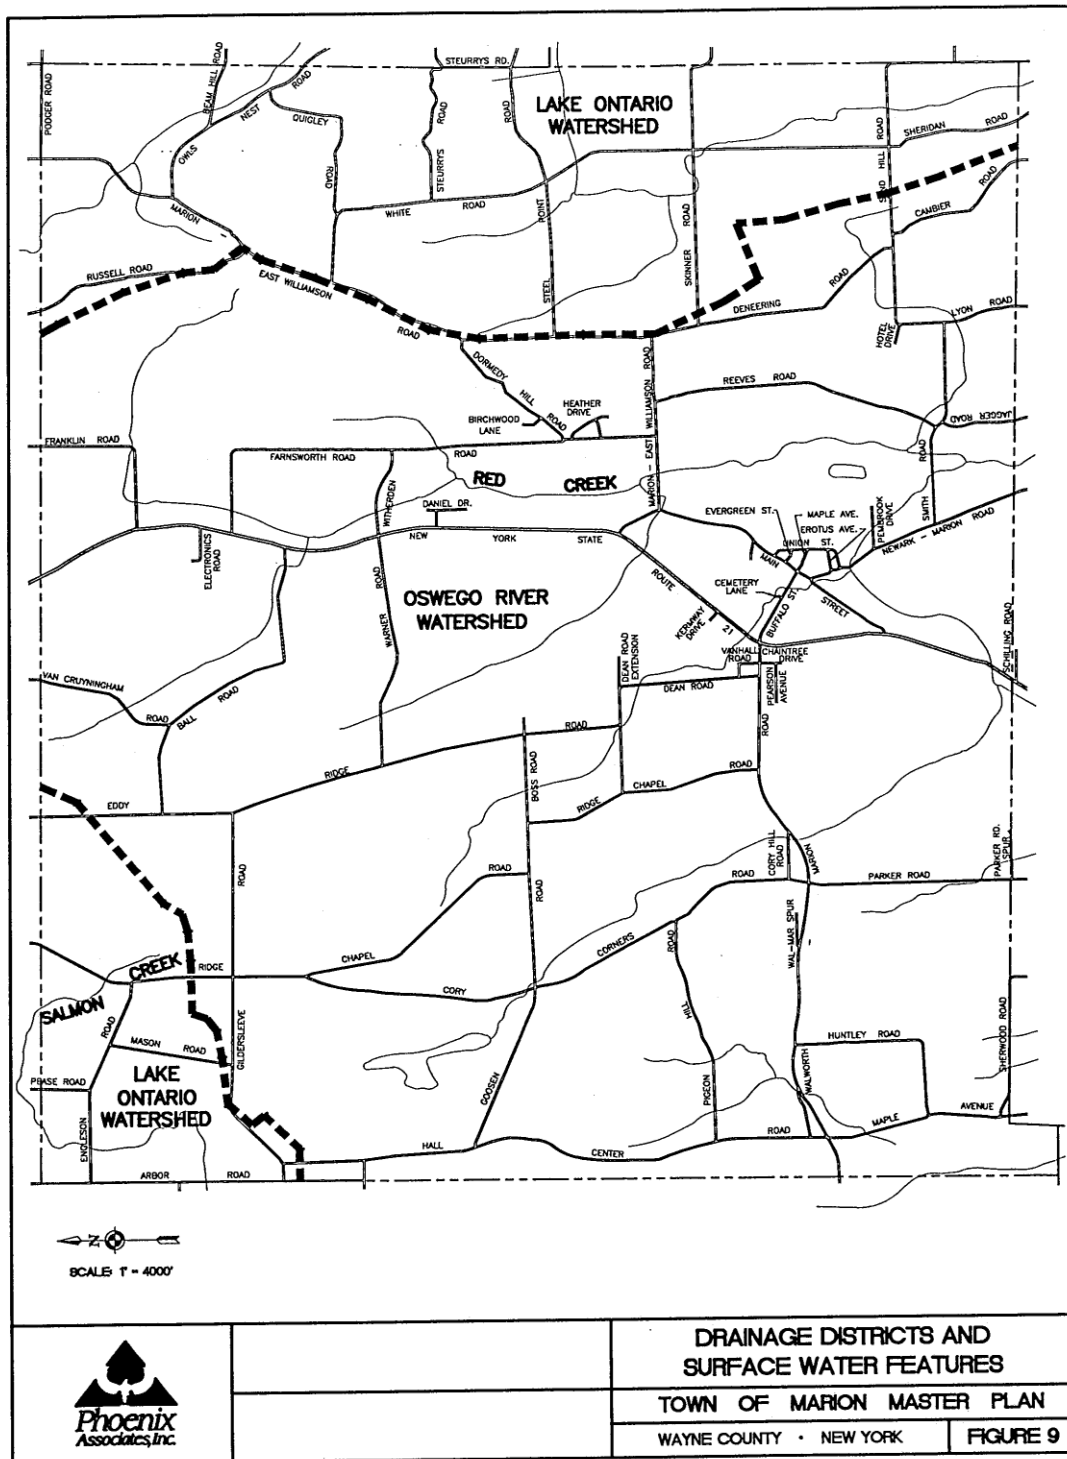 STEURRYS RD.
PODGER ROAD
BEAM HILL ROAD
OWLS NEST ROAD
QUIGLEY ROAD
STEURRYS ROAD
STEEL POINT ROAD
LAKE ONTARIO
WATERSHED
SKINNER ROAD
SAND HILL ROAD
SHERIDAN ROAD
CAMBIER ROAD
WHITE ROAD
MARION
EAST WILLIAMSON
ROAD
RUSSELL ROAD
DENEERING ROAD
HOTEL
DRIVE
LYON ROAD
DORMEDY HILL ROAD
REEVES ROAD
JAGGER ROAD
BIRCHWOOD
LANE
HEATHER
DRIVE
MARION - EAST WILLIAMSON ROAD
FRANKLIN ROAD
FARNSWORTH ROAD
ROAD
RED CREEK
WITHERDEN
ROAD
WARNER
DANIEL DR.
NEW YORK STATE
ROUTE
21
ELECTRONICS
ROAD
EVERGREEN ST.
MAPLE AVE.
EROTUS AVE.
UNION ST.
PEMBROOK
DRIVE
SMITH ROAD
NEWARK - MARION ROAD
MAIN STREET
CEMETERY
LANE
BUFFALO ST.
KERMWAY
DRIVE
OSWEGO RIVER
WATERSHED
SCHILLING ROAD
VANHALL
ROAD
CHAINTREE
DRIVE
DEAN ROAD
EXTENSION
DEAN ROAD
PEARSON
AVENUE
ROAD
VAN CRUYNINGHAM
ROAD
BALL ROAD
RIDGE
ROAD
EDDY
BOSS ROAD
RIDGE CHAPEL ROAD
MARION
CORY HILL
ROAD
PARKER RD.
SPUR
PARKER ROAD
ROAD
ROAD
ROAD
ROAD
CHAPEL
RIDGE
CORY
CORNERS
SALMON CREEK
WAL-MAR SPUR
PIGEON
HILL
ROAD
GILDERSLEEVE
MASON ROAD
ROAD
PEASE ROAD
ENGLESON
LAKE
ONTARIO
WATERSHED
GOOSEN
WALWORTH
HUNTLEY ROAD
SHERWOOD ROAD
MAPLE AVENUE
HALL
CENTER
ROAD
ARBOR ROAD
N
SCALE: 1" = 4000'
Phoenix
Associates, Inc.
DRAINAGE DISTRICTS AND
SURFACE WATER FEATURES
TOWN OF MARION MASTER PLAN
WAYNE COUNTY • NEW YORK
FIGURE 9